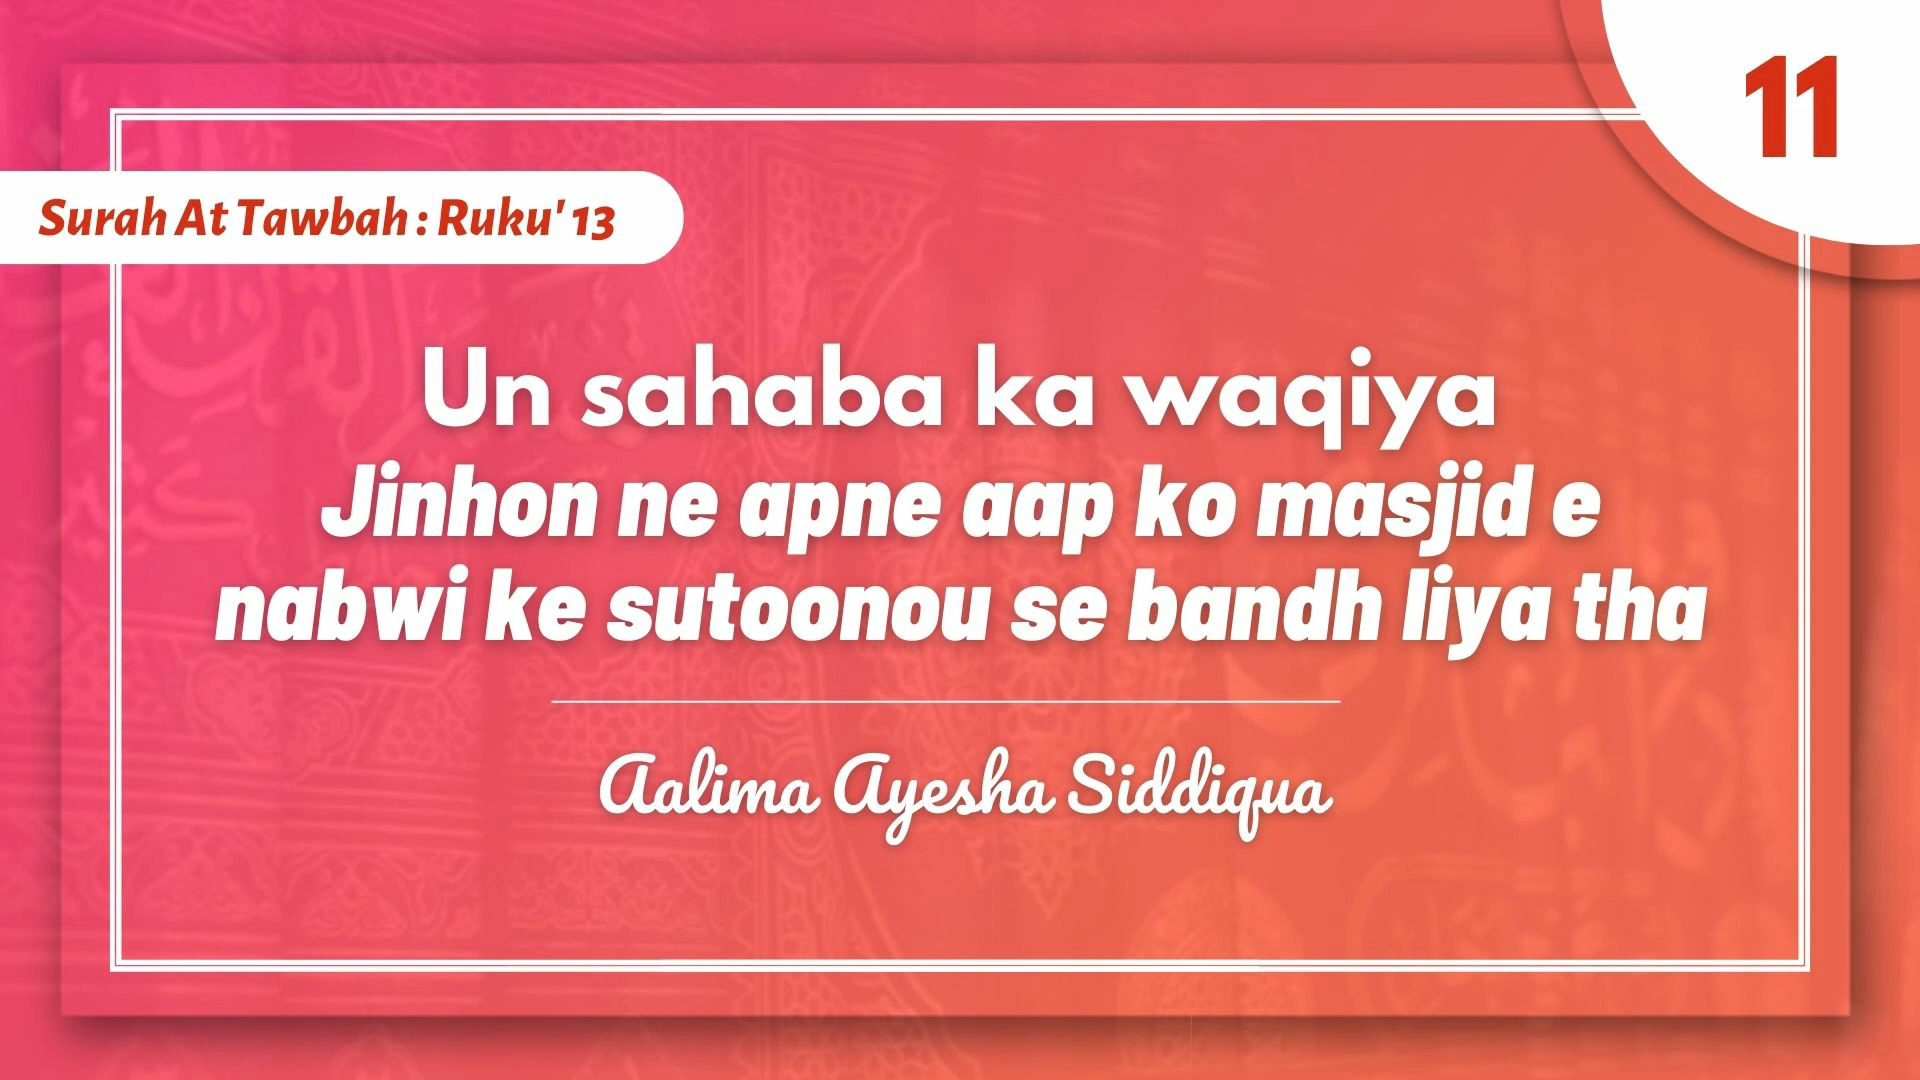 11
Surah At Tawbah : Ruku' 13
Un sahaba ka waqiya
Jinhon ne apne aap ko masjid e
nabwi ke sutoonou se bandh liya tha
Aalima Ayesha Siddiqua